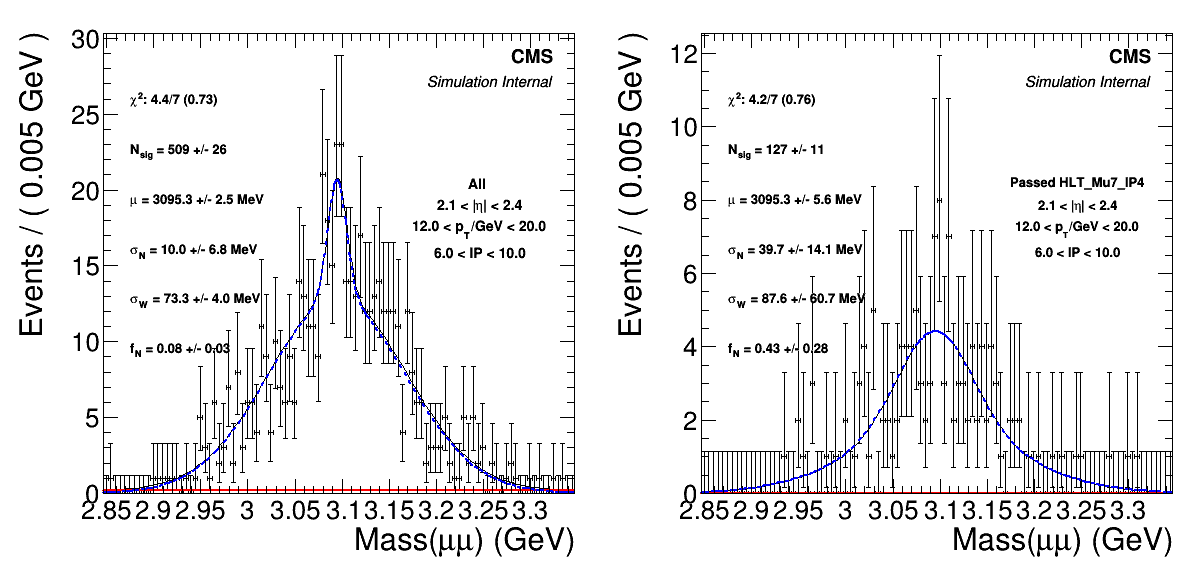 CMS
Simulation Internal
χ²: 4.4/7 (0.73)
N_sig = 509 +/- 26
μ = 3095.3 +/- 2.5 MeV
σ_N = 10.0 +/- 6.8 MeV
σ_W = 73.3 +/- 4.0 MeV
f_N = 0.08 +/- 0.03
All
2.1 < |η| < 2.4
12.0 < p_T/GeV < 20.0
6.0 < IP < 10.0
Events / ( 0.005 GeV )
30
25
20
15
10
5
0
2.85 2.9 2.95 3 3.05 3.1 3.15 3.2 3.25 3.3
Mass(μμ) (GeV)
CMS
Simulation Internal
χ²: 4.2/7 (0.76)
N_sig = 127 +/- 11
μ = 3095.3 +/- 5.6 MeV
σ_N = 39.7 +/- 14.1 MeV
σ_W = 87.6 +/- 60.7 MeV
f_N = 0.43 +/- 0.28
Passed HLT_Mu7_IP4
2.1 < |η| < 2.4
12.0 < p_T/GeV < 20.0
6.0 < IP < 10.0
Events / ( 0.005 GeV )
12
10
8
6
4
2
0
2.85 2.9 2.95 3 3.05 3.1 3.15 3.2 3.25 3.3
Mass(μμ) (GeV)